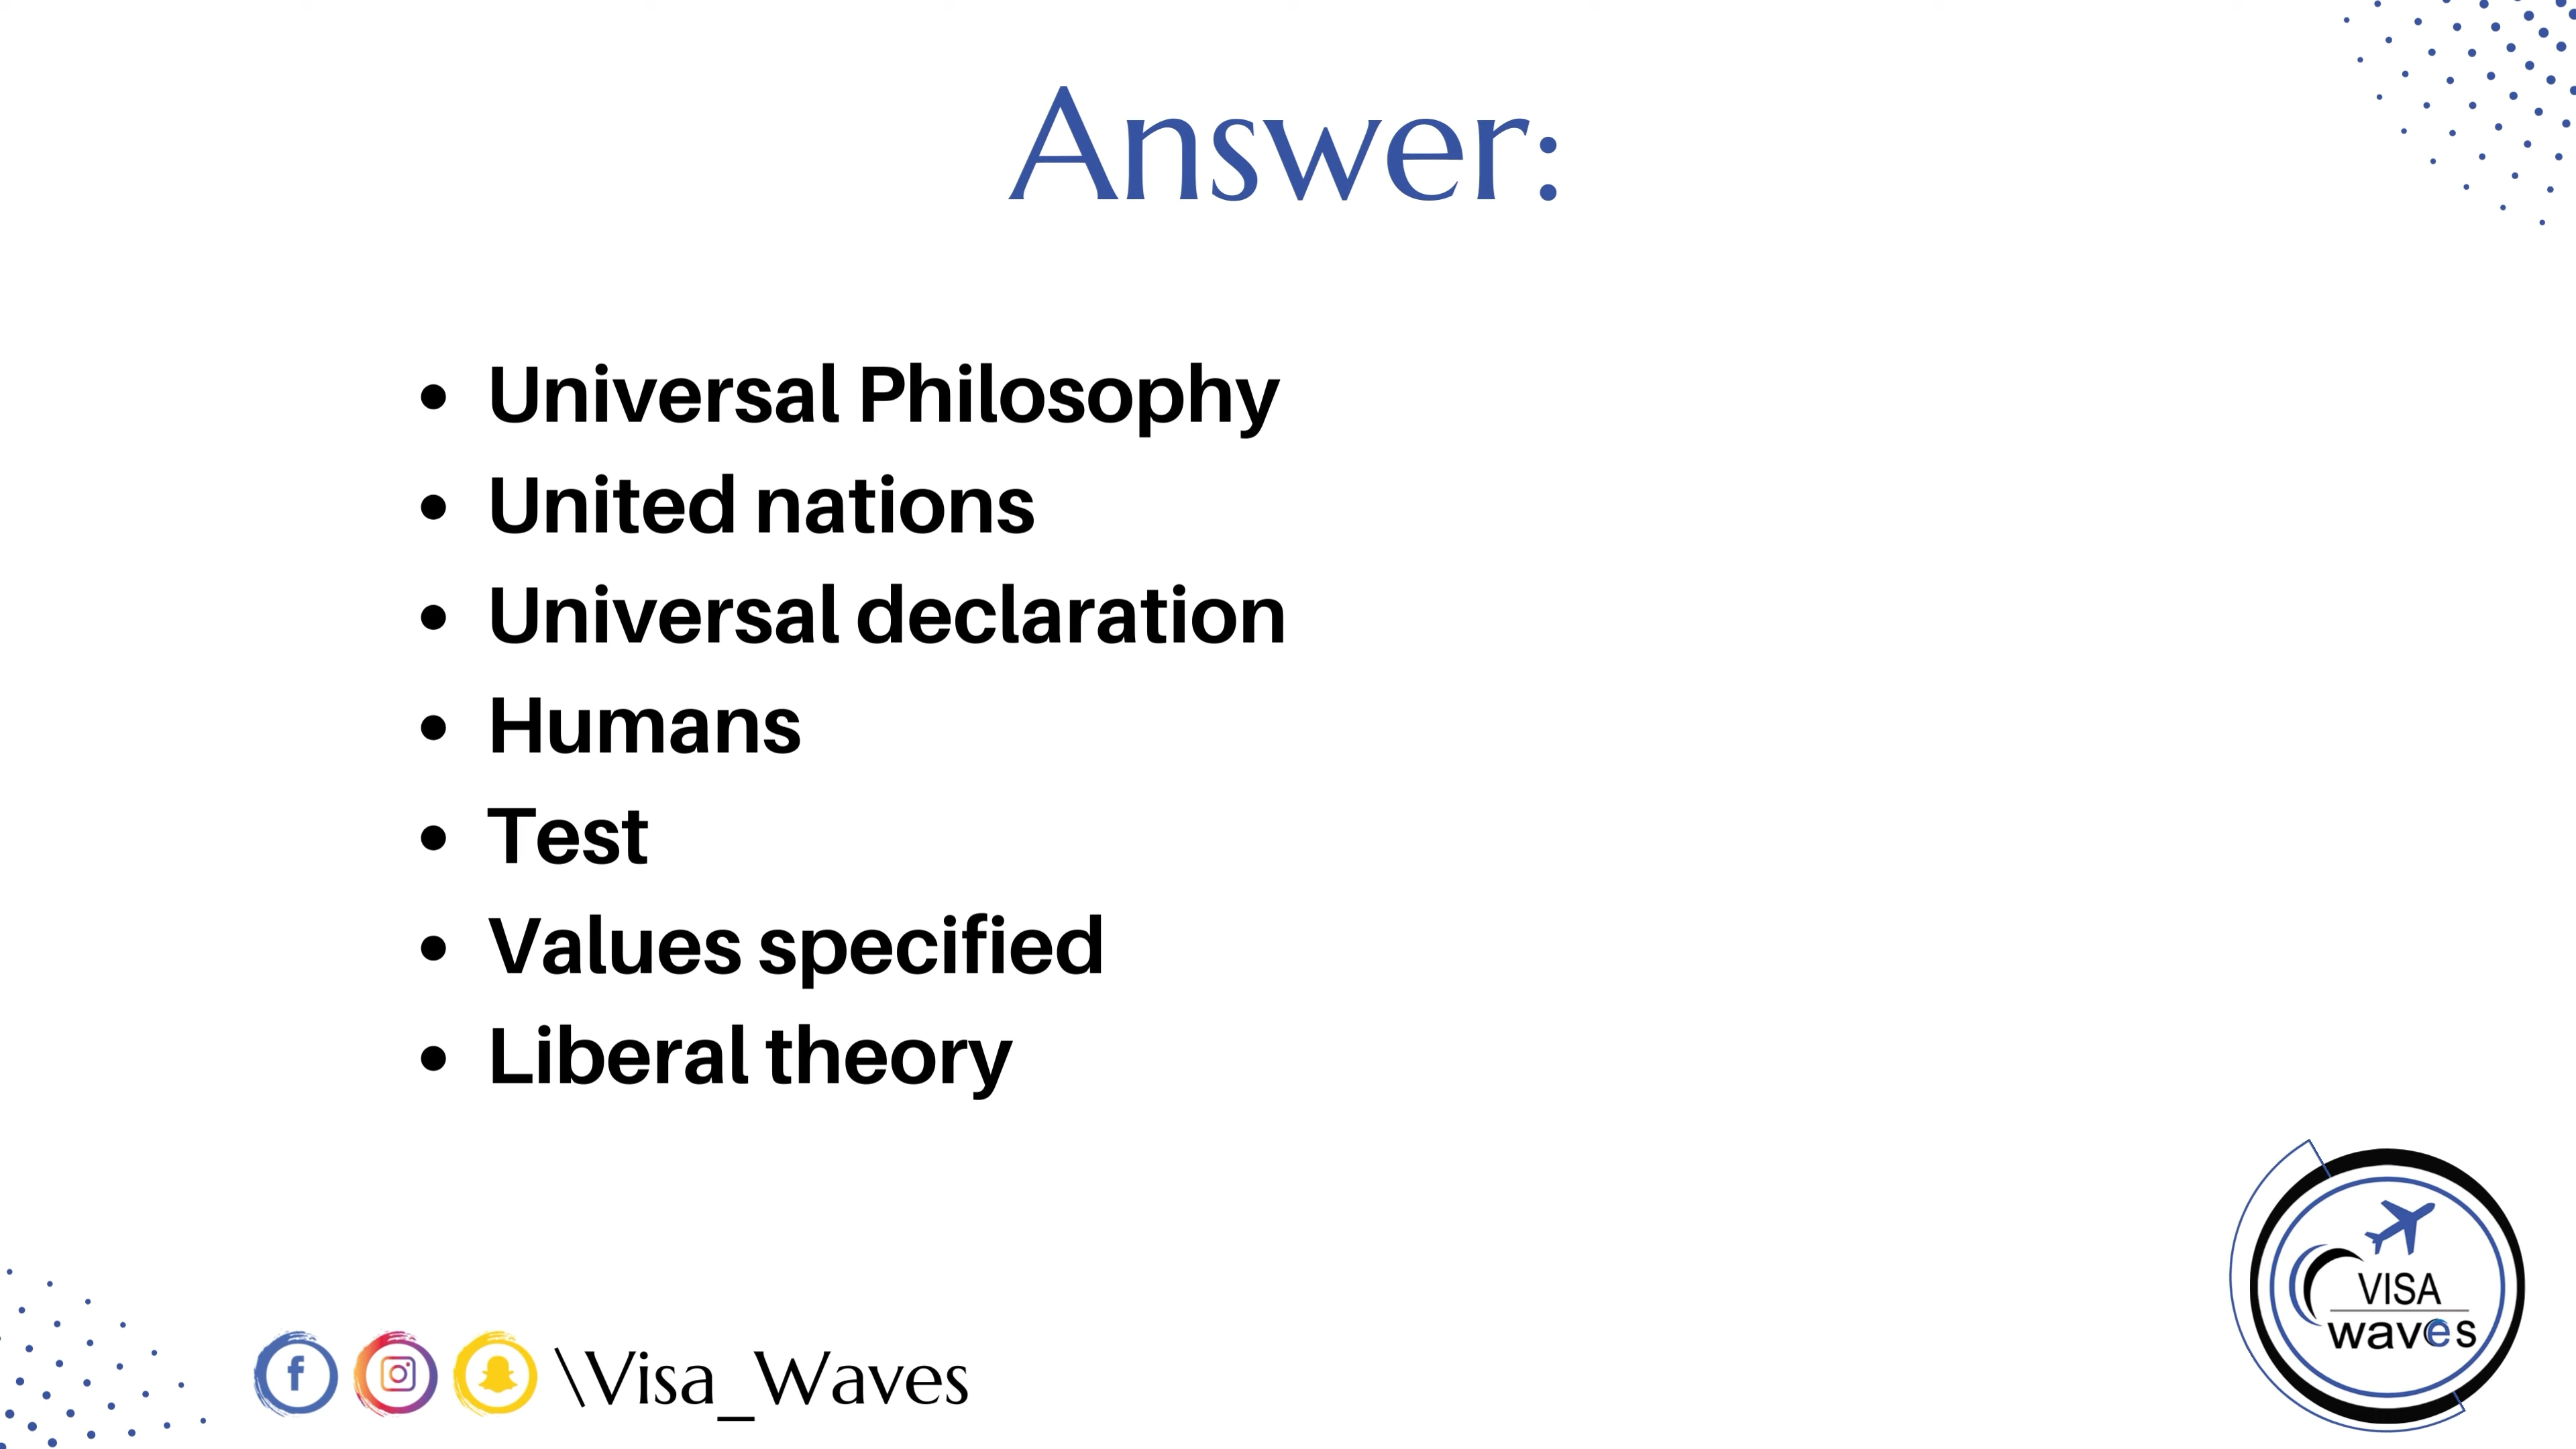 Answer:
• Universal Philosophy
• United nations
• Universal declaration
• Humans
• Test
• Values specified
• Liberal theory
\Visa_Waves
VISA
waves